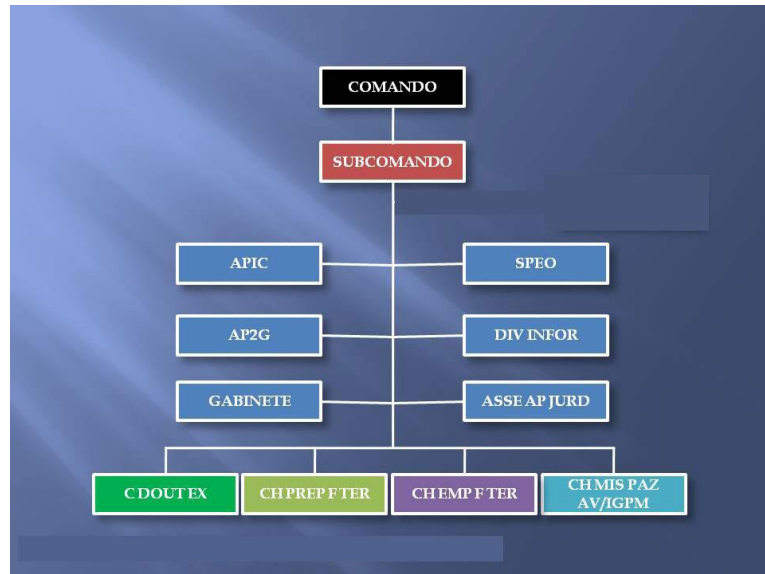 COMANDO
SUBCOMANDO
APIC
SPEO
AP2G
DIV INFOR
GABINETE
ASSE AP JURD
C DOUT EX
CH PREP F TER
CH EMP F TER
CH MIS PAZ
AV/IGPM